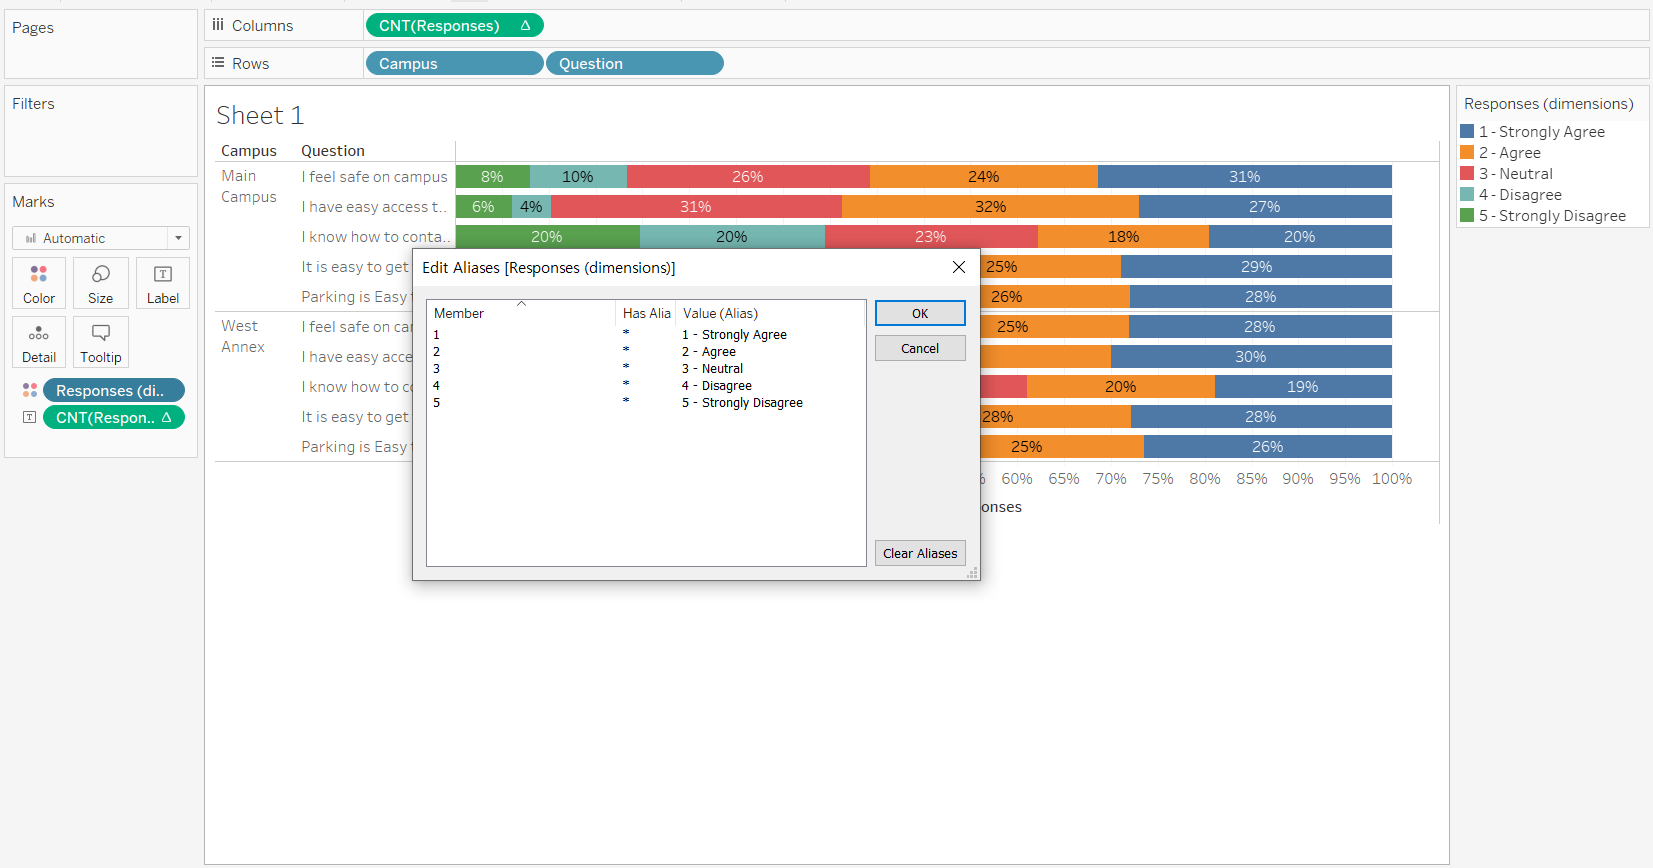 Pages
Columns
CNT(Responses) Δ
Rows
Campus
Question
Filters
Marks
Automatic
Color
Size
Label
Detail
Tooltip
Responses (di..
CNT(Respon.. Δ
Sheet 1
Campus Question
Main Campus
I feel safe on campus 8% 10% 26% 24% 31%
I have easy access t.. 6% 4% 31% 32% 27%
I know how to conta.. 20% 20% 23% 18% 20%
It is easy to get 25% 29%
Parking is Easy 26% 28%
West Annex
I feel safe on 25% 28%
I have easy acce 30%
I know how to 20% 19%
It is easy to get 28% 28%
Parking is Easy 25% 26%
60% 65% 70% 75% 80% 85% 90% 95% 100%
onses
Edit Aliases [Responses (dimensions)]
Member Has Alia Value (Alias)
1 * 1 - Strongly Agree
2 * 2 - Agree
3 * 3 - Neutral
4 * 4 - Disagree
5 * 5 - Strongly Disagree
OK
Cancel
Clear Aliases
Responses (dimensions)
1 - Strongly Agree
2 - Agree
3 - Neutral
4 - Disagree
5 - Strongly Disagree